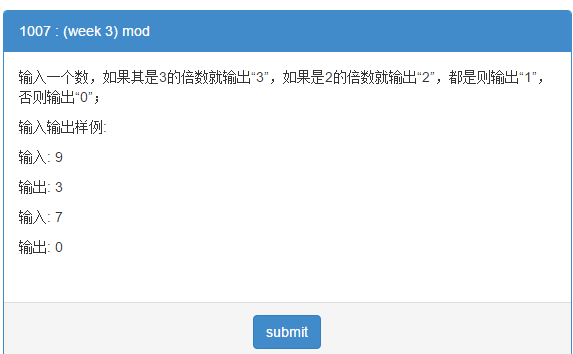 1007 : (week 3) mod
输入一个数，如果其是3的倍数就输出“3”，如果是2的倍数就输出“2”，都是则输出“1”，
否则输出“0”；
输入输出样例:
输入: 9
输出: 3
输入: 7
输出: 0
submit